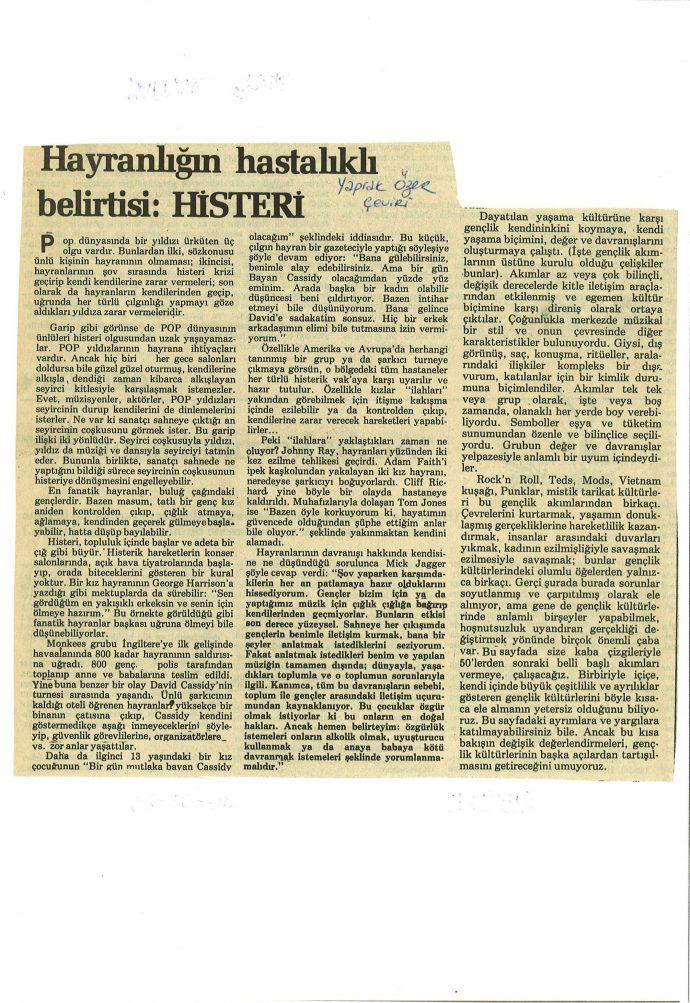 Hayranlığın hastalıklı
belirtisi: HİSTERİ
Yaprak Özer
Çeviri
Pop dünyasında bir yıldızı ürküten üç
olgu vardır. Bunlardan ilki, sözkonusu
ünlü kişinin hayranının olmaması; ikincisi,
hayranlarının şov sırasında histeri krizi
geçirip kendi kendilerine zarar vermeleri; son
olarak da hayranların kendilerinden geçip,
uğrunda her türlü çılgınlığı yapmayı göze
aldıkları yıldıza zarar vermeleridir.
Garip gibi görünse de POP dünyasının
ünlüleri histeri olgusundan uzak yaşayamaz-
lar. POP yıldızlarının hayrana ihtiyaçları
vardır. Ancak hiç biri her gece salonları
doldursa bile güzel güzel oturmuş, kendilerine
alkışla, dendiği zaman kibarca alkışlayan
seyirci kitlesiyle karşılaşmak istemezler.
Evet, müzisyenler, aktörler, POP yıldızları
seyircinin durup kendilerini de dinlemelerini
isterler. Ne var ki sanatçı sahneye çıktığı an
seyircinin coşkusunu görmek ister. Bu garip
ilişki iki yönlüdür. Seyirci coşkusuyla yıldızı,
yıldız da müziği ve dansıyla seyirciyi tatmin
eder. Bununla birlikte, sanatçı sahnede ne
yaptığını bildiği sürece seyircinin coşkusunun
histeriye dönüşmesini engelleyebilir.
En fanatik hayranlar, buluğ çağındaki
gençlerdir. Bazen masum, tatlı bir genç kız
aniden kontrolden çıkıp, çığlık atmaya,
ağlamaya, kendinden geçerek gülmeye başla-
yabilir, hatta düşüp bayılabilir.
Histeri, topluluk içinde başlar ve adeta bir
çığ gibi büyür. Histerik hareketlerin konser
salonlarında, açık hava tiyatrolarında başla-
yıp, orada biteceklerini gösteren bir kural
yoktur. Bir kız hayranının George Harrison'a
yazdığı gibi mektuplarda da sürebilir: "Sen
gördüğüm en yakışıklı erkeksin ve senin için
ölmeye hazırım." Bu örnekte görüldüğü gibi
fanatik hayranlar başkası uğruna ölmeyi bile
düşünebiliyorlar.
Monkees grubu İngiltere'ye ilk gelişinde
havaalanında 800 kadar hayranının saldırısı-
na uğradı. 800 genç. polis tarafından
toplanıp anne ve babalarına teslim edildi.
Yine buna benzer bir olay David Cassidy'nin
turnesi sırasında yaşandı. Ünlü şarkıcının
kaldığı oteli öğrenen hayranları yüksekçe bir
binanın çatısına çıkıp, Cassidy kendini
göstermedikçe aşağı inmeyeceklerini söyle-
yip, güvenlik görevlilerine, organizatörlere
vs. zor anlar yaşattılar.
Daha da ilginci 13 yaşındaki bir kız
çocuğunun "Bir gün mutlaka bayan Cassidy
olacağım" şeklindeki iddiasıdır. Bu küçük,
çılgın hayran bir gazeteciyle yaptığı söyleşiye
şöyle devam ediyor: "Bana gülebilirsiniz,
benimle alay edebilirsiniz. Ama bir gün
Bayan Cassidy olacağımdan yüzde yüz
eminim. Arada başka bir kadın olabilir
düşüncesi beni çıldırtıyor. Bazen intihar
etmeyi bile düşünüyorum. Bana gelince
David'e sadakatim sonsuz. Hiç bir erkek
arkadaşımın elimi bile tutmasına izin vermi-
yorum."
Özellikle Amerika ve Avrupa'da herhangi
tanınmış bir grup ya da şarkıcı turneye
çıkmaya görsün, o bölgedeki tüm hastaneler
her türlü histerik vak'aya karşı uyarılır ve
hazır tutulur. Özellikle kızlar "ilahları"
yakından görebilmek için itişme kakışma
içinde ezilebilir ya da kontrolden çıkıp,
kendilerine zarar verecek hareketleri yapabi-
lirler...
Peki "ilahlara" yaklaştıkları zaman ne
oluyor? Johnny Ray, hayranları yüzünden iki
kez ezilme tehlikesi geçirdi. Adam Faith'i
ipek kaşkolundan yakalayan iki kız hayranı,
neredeyse şarkıcıyı boğuyorlardı. Cliff Ric-
hard yine böyle bir olayda hastaneye
kaldırıldı. Muhafızlarıyla dolaşan Tom Jones
ise "Bazen öyle korkuyorum ki, hayatımın
güvencede olduğundan şüphe ettiğim anlar
bile oluyor." şeklinde yakınmaktan kendini
alamadı.
Hayranlarının davranışı hakkında kendisi-
ne ne düşündüğü sorulunca Mick Jagger
şöyle cevap verdi: "Şov yaparken karşımda-
kilerin her an patlamaya hazır olduklarını
hissediyorum. Gençler bizim için ya da
yaptığımız müzik için çığlık çığlığa bağırıp
kendilerinden geçmiyorlar. Bunların etkisi
son derece yüzeysel. Sahneye her çıkışımda
gençlerin benimle iletişim kurmak, bana bir
şeyler anlatmak istediklerini seziyorum.
Fakat anlatmak istedikleri benim ve yapılan
müziğin tamamen dışında; dünyayla, yaşa-
dıkları toplumla ve o toplumun sorunlarıyla
ilgili. Kanımca, tüm bu davranışların sebebi,
toplum ile gençler arasındaki iletişim uçuru-
mundan kaynaklanıyor. Bu çocuklar özgür
olmak istiyorlar ki bu onların en doğal
hakları. Ancak hemen belirteyim: özgürlük
istemeleri onların alkolik olmak, uyuşturucu
kullanmak ya da anaya babaya kötü
davranmak istemeleri şeklinde yorumlanma-
malıdır."
Dayatılan yaşama kültürüne karşı
gençlik kendininkini koymaya, kendi
yaşama biçimini, değer ve davranışlarını
oluşturmaya çalıştı. (İşte gençlik akım-
larının üstüne kurulu olduğu çelişkiler
bunlar). Akımlar az veya çok bilinçli,
değişik derecelerde kitle iletişim araçla-
rından etkilenmiş ve egemen kültür
biçimine karşı direniş olarak ortaya
çıktılar. Çoğunlukla merkezde müzikal
bir stil ve onun çevresinde diğer
karakteristikler bulunuyordu. Giysi, dış
görünüş, saç, konuşma, ritüeller, arala-
rındaki ilişkiler kompleks bir dışa
vurum, katılanlar için bir kimlik duru-
muna biçimlendiler. Akımlar tek tek
veya grup olarak, işte veya boş
zamanda, olanaklı her yerde boy verebi-
liyordu. Semboller eşya ve tüketim
sunumundan özenle ve bilinçlice seçili-
yordu. Grubun değer ve davranışlar
yelpazesiyle anlamlı bir uyum içindeydi-
ler.
Rock'n Roll, Teds, Mods, Vietnam
kuşağı, Punklar, mistik tarikat kültürle-
ri bu gençlik akımlarından birkaçı.
Çevrelerini kurtarmak, yaşamın donuk-
laşmış gerçekliklerine hareketlilik kazan-
dırmak, insanlar arasındaki duvarları
yıkmak, kadının ezilmişliğiyle savaşmak
ezilmesiyle savaşmak; bunlar gençlik
kültürlerindeki olumlu öğelerden yalnız-
ca birkaçı. Gerçi şurada burada sorunlar
soyutlanmış ve çarpıtılmış olarak ele
alınıyor, ama gene de gençlik kültürle-
rinde anlamlı birşeyler yapabilmek,
hoşnutsuzluk uyandıran gerçekliği de-
ğiştirmek yönünde birçok önemli çaba
var. Bu sayfada size kaba çizgileriyle
50'lerden sonraki belli başlı akımları
vermeye, çalışacağız. Birbiriyle içiçe,
kendi içinde büyük çeşitlilik ve ayrılıklar
gösteren gençlik kültürlerini böyle kısa-
ca ele almanın yetersiz olduğunu biliyo-
ruz. Bu sayfadaki ayrımlara ve yargılara
katılmayabilirsiniz bile. Ancak bu kısa
bakışın değişik değerlendirmeleri, genç-
lik kültürlerinin başka açılardan tartışıl-
masını getireceğini umuyoruz.